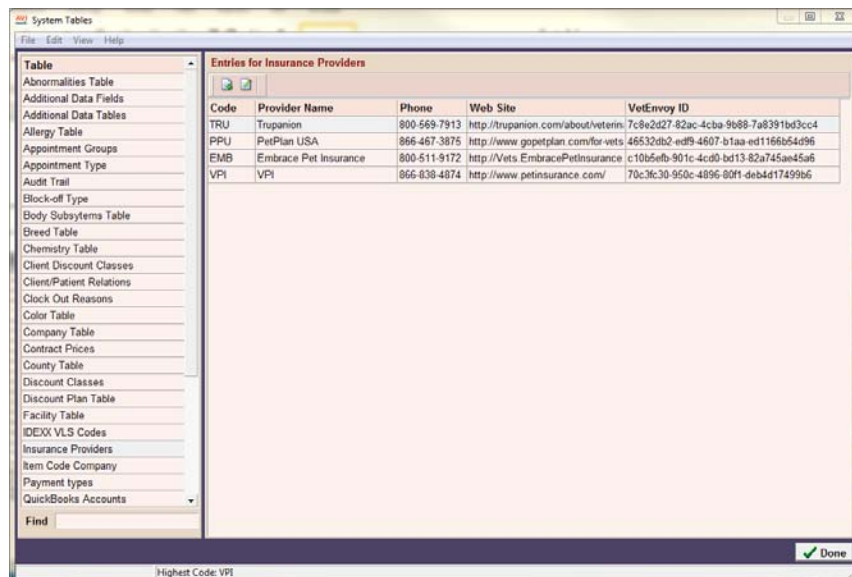 AVI System Tables
File Edit View Help
Table
Abnormalities Table
Additional Data Fields
Additional Data Tables
Allergy Table
Appointment Groups
Appointment Type
Audit Trail
Block-off Type
Body Subsytems Table
Breed Table
Chemistry Table
Client Discount Classes
Client/Patient Relations
Clock Out Reasons
Color Table
Company Table
Contract Prices
County Table
Discount Classes
Discount Plan Table
Facility Table
IDEXX VLS Codes
Insurance Providers
Item Code Company
Payment types
QuickBooks Accounts
Find
Entries for Insurance Providers
Code Provider Name Phone Web Site VetEnvoy ID
TRU Trupanion 800-569-7913 http://trupanion.com/about/veterin 7c8e2d27-82ac-4cba-9b88-7a8391bd3cc4
PPU PetPlan USA 866-467-3875 http://www.gopetplan.com/for-vets 46532db2-edf9-4607-b1aa-ed1166b54d96
EMB Embrace Pet Insurance 800-511-9172 http://Vets.EmbracePetInsurance c10b5efb-901c-4cd0-bd13-82a745ae45a6
VPI VPI 866-838-4874 http://www.petinsurance.com/ 70c3fc30-950c-4896-80f1-deb4d17499b6
Done
Highest Code: VPI